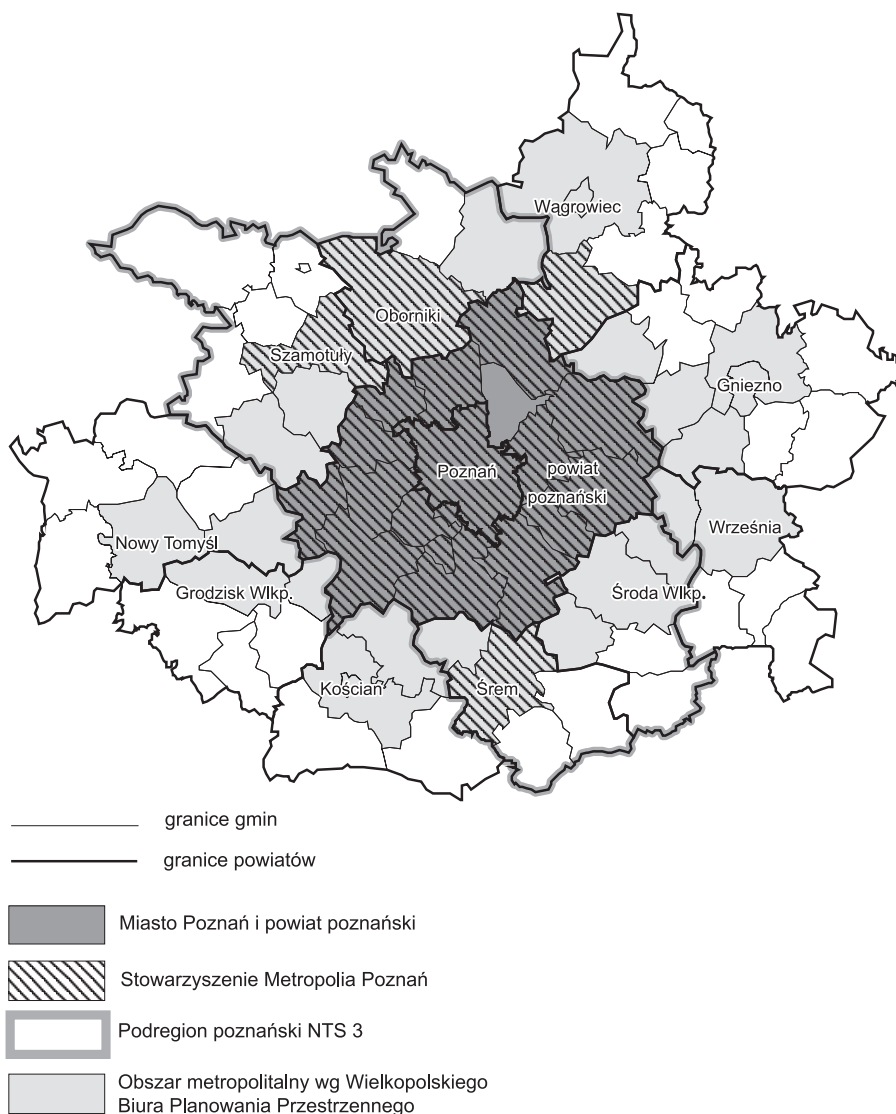 Wągrowiec
Oborniki
Szamotuły
Gniezno
Poznań
powiat
poznański
Nowy Tomyśl
Września
Grodzisk Wlkp.
Środa Wlkp.
Kościan
Śrem
granice gmin
granice powiatów
Miasto Poznań i powiat poznański
Stowarzyszenie Metropolia Poznań
Podregion poznański NTS 3
Obszar metropolitalny wg Wielkopolskiego
Biura Planowania Przestrzennego